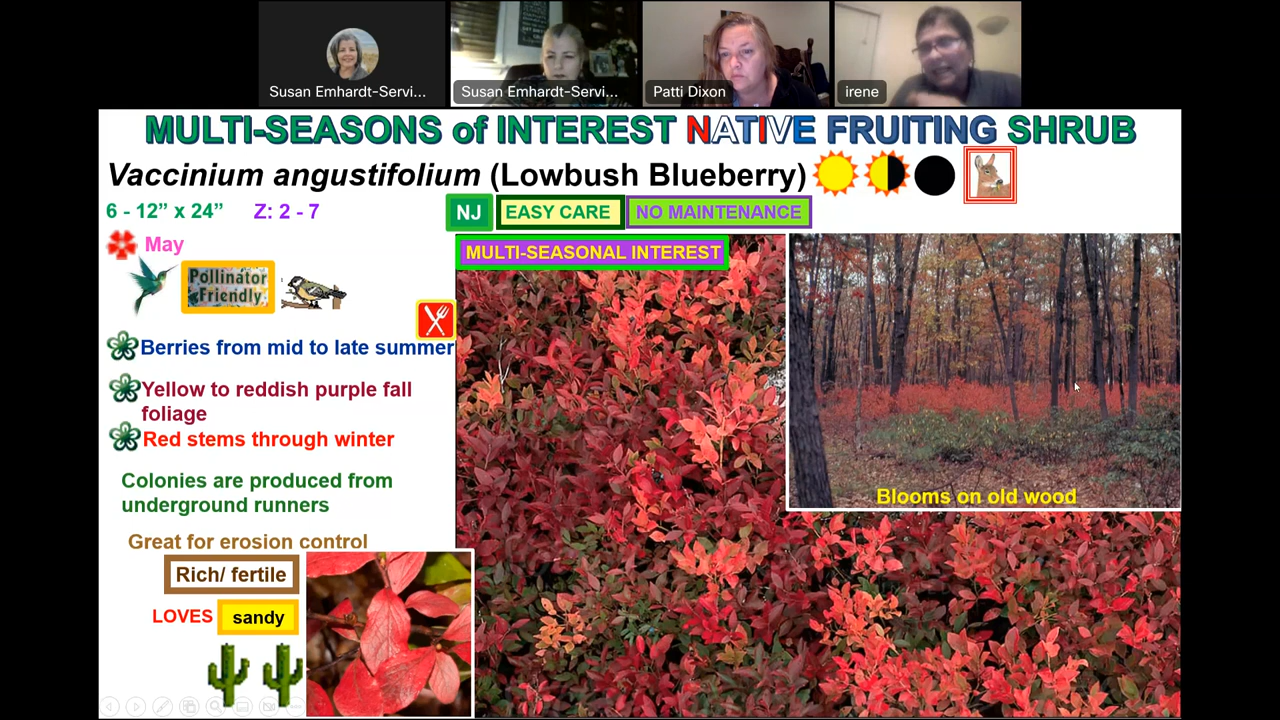 Susan Emhardt-Servi...
Susan Emhardt-Servi...
Patti Dixon
irene
MULTI-SEASONS of INTEREST NATIVE FRUITING SHRUB
Vaccinium angustifolium (Lowbush Blueberry)
6 - 12” x 24” Z: 2 - 7
NJ EASY CARE NO MAINTENANCE
May
MULTI-SEASONAL INTEREST
Pollinator
Friendly
Berries from mid to late summer
Yellow to reddish purple fall
foliage
Red stems through winter
Colonies are produced from
underground runners
Blooms on old wood
Great for erosion control
Rich/ fertile
LOVES sandy